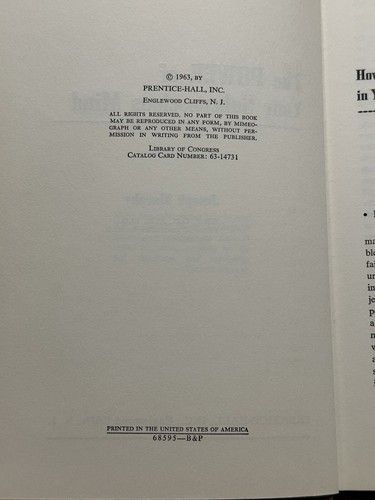 © 1963, BY
PRENTICE-HALL, INC.
ENGLEWOOD CLIFFS, N. J.
ALL RIGHTS RESERVED. NO PART OF THIS BOOK
MAY BE REPRODUCED IN ANY FORM, BY MIMEO-
GRAPH OR ANY OTHER MEANS, WITHOUT PER-
MISSION IN WRITING FROM THE PUBLISHER.
LIBRARY OF CONGRESS
CATALOG CARD NUMBER: 63-14731
PRINTED IN THE UNITED STATES OF AMERICA
68595—B&P
How
in Y